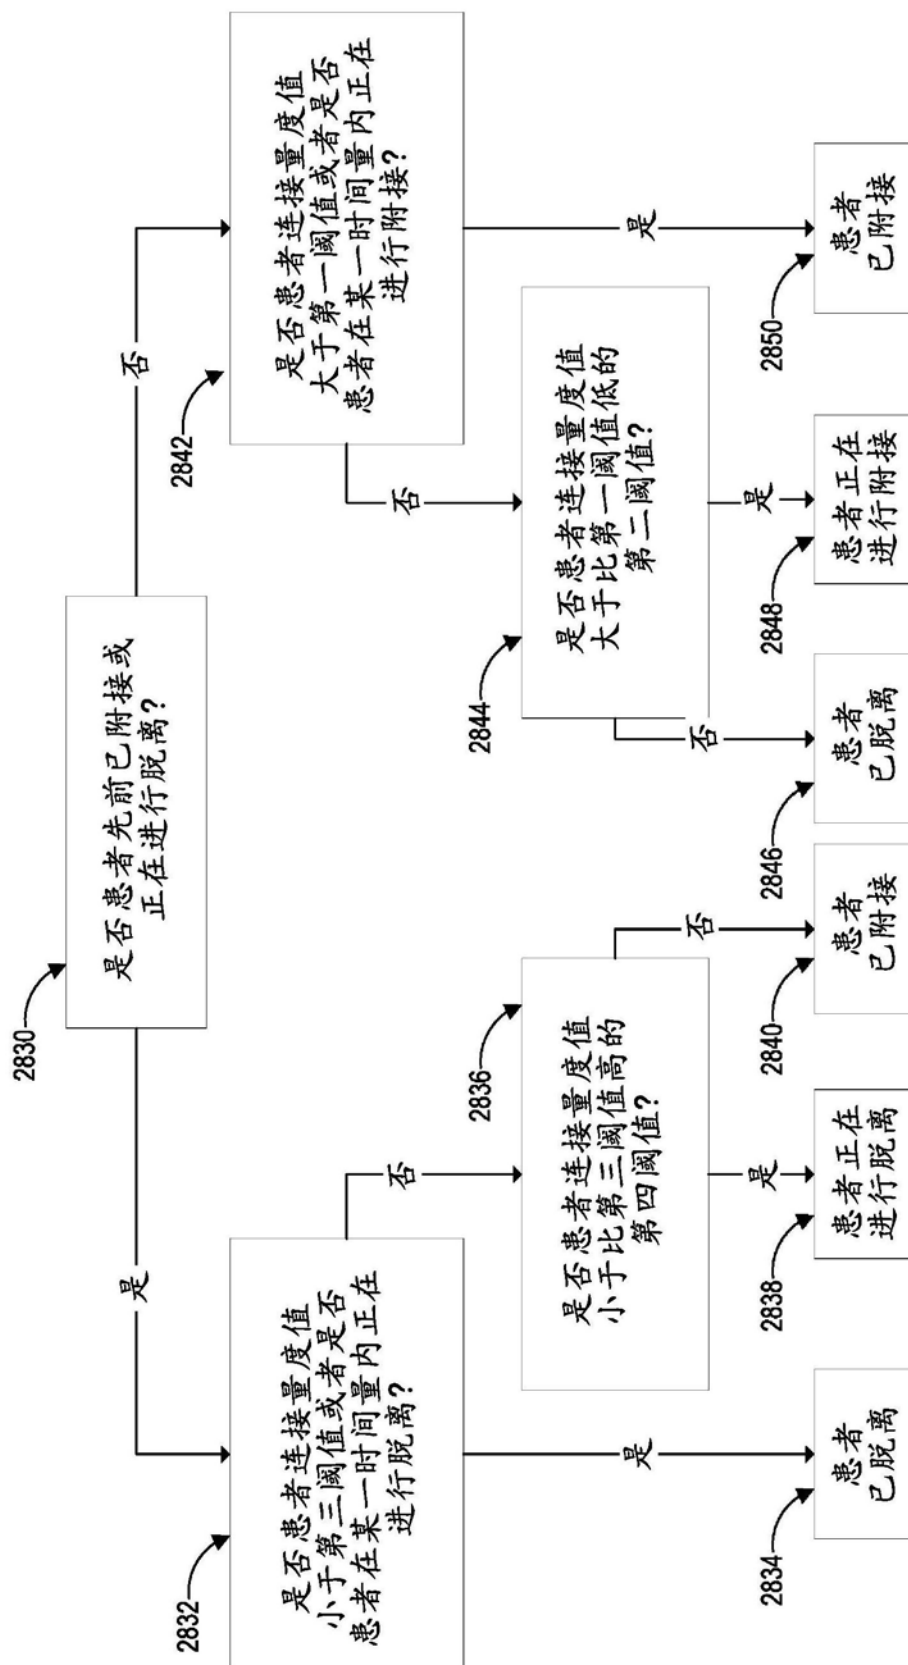 2830
是否患者先前已附接或
正在进行脱离?
是
否
2832
是否患者连接量度值
小于第三阈值或者是否
患者在某一时间量内正在
进行脱离?
2842
是否患者连接量度值
大于第一阈值或者是否
患者在某一时间量内正在
进行附接?
否
2836
是否患者连接量度值
小于比第三阈值高的
第四阈值?
否
2844
是否患者连接量度值
大于比第一阈值低的
第二阈值?
是
是
否
否
是
是
2834
患者
已脱离
2838
患者正在
进行脱离
2840
患者
已附接
2846
患者
已脱离
2848
患者正在
进行附接
2850
患者
已附接